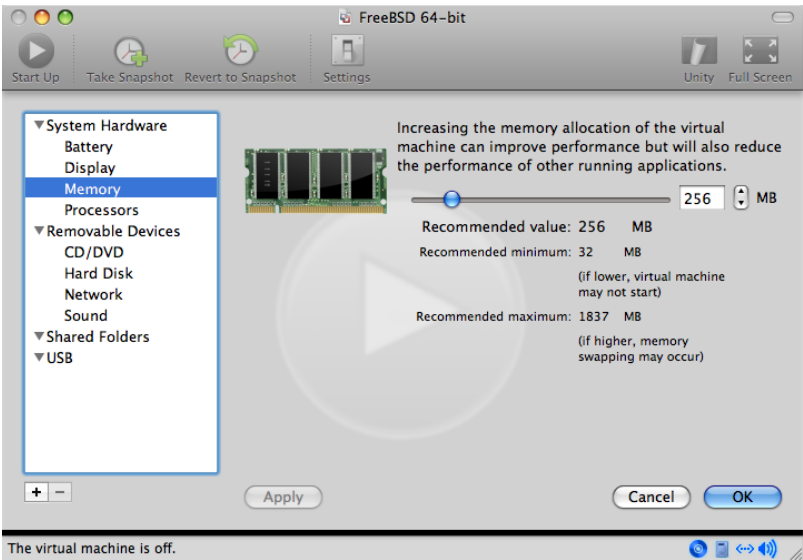 FreeBSD 64-bit
Start Up
Take Snapshot
Revert to Snapshot
Settings
Unity
Full Screen
System Hardware
Battery
Display
Memory
Processors
Removable Devices
CD/DVD
Hard Disk
Network
Sound
Shared Folders
USB
Increasing the memory allocation of the virtual
machine can improve performance but will also reduce
the performance of other running applications.
256 MB
Recommended value: 256 MB
Recommended minimum: 32 MB
(if lower, virtual machine
may not start)
Recommended maximum: 1837 MB
(if higher, memory
swapping may occur)
+ −
Apply
Cancel
OK
The virtual machine is off.